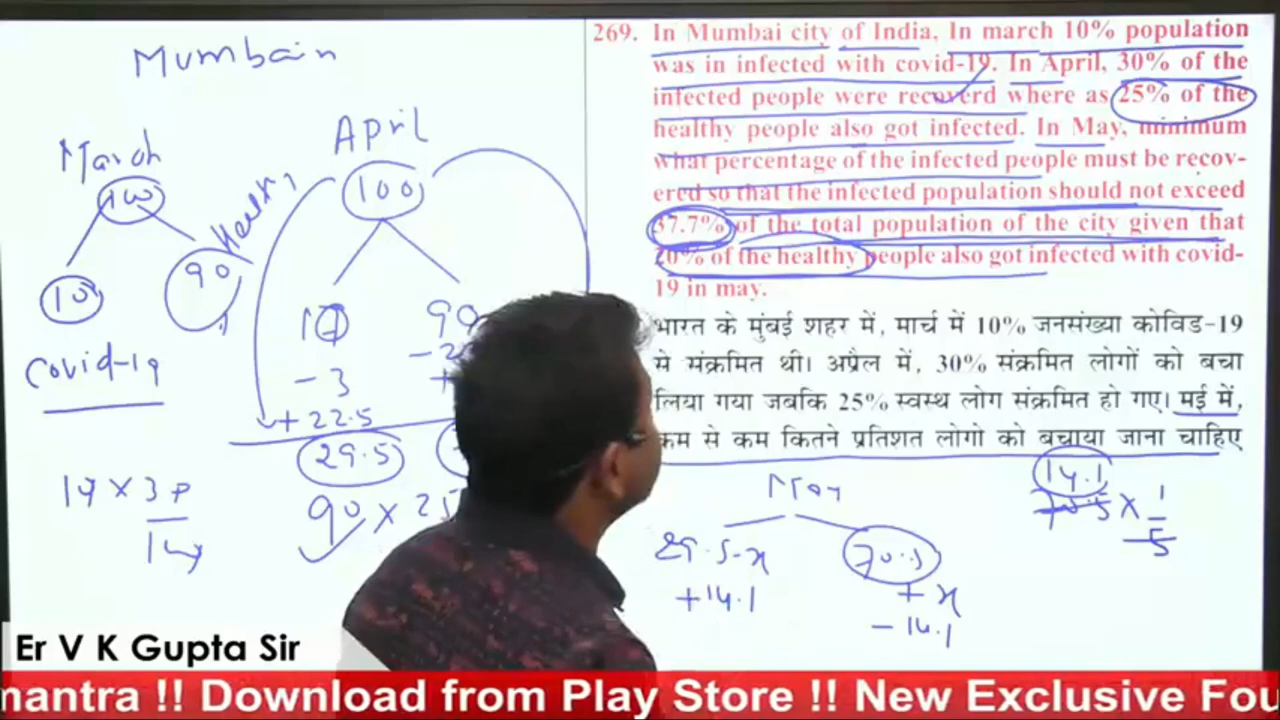 Mumbain
March
100
10
90
Healthy
Covid-19
April
100
10
- 3
+ 22.5
29.5
90
10 × 30
100
90 × 25
269. In Mumbai city of India, In march 10% population
was in infected with covid-19. In April, 30% of the
infected people were recoverd where as 25% of the
healthy people also got infected. In May, minimum
what percentage of the infected people must be recov-
ered so that the infected population should not exceed
37.7% of the total population of the city given that
20% of the healthy people also got infected with covid-
19 in may.
भारत के मुंबई शहर में, मार्च में 10% जनसंख्या कोविड-19
से संक्रमित थी। अप्रैल में, 30% संक्रमित लोगों को बचा
लिया गया जबकि 25% स्वस्थ लोग संक्रमित हो गए। मई में,
कम से कम कितने प्रतिशत लोगो को बचाया जाना चाहिए
May
29.5-x
+14.1
70.5
+ x
- 14.1
14.1
70.5 × 1
5
Er V K Gupta Sir
mantra !! Download from Play Store !! New Exclusive Fou